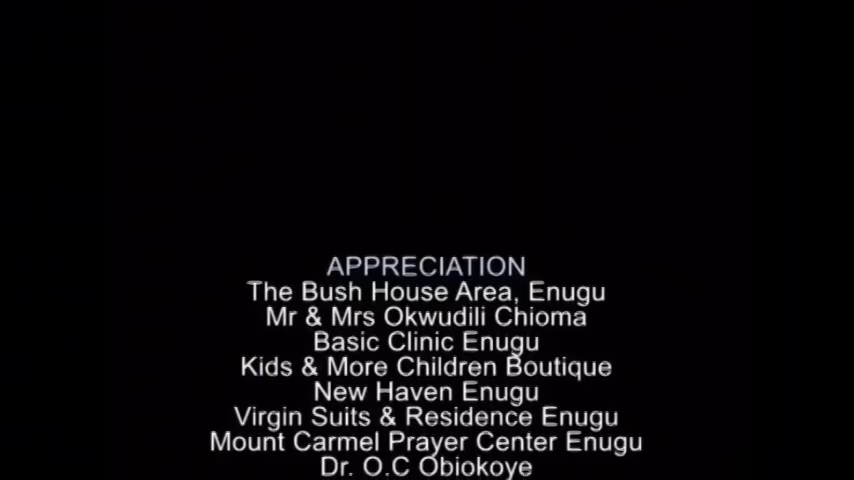 APPRECIATION
The Bush House Area, Enugu
Mr & Mrs Okwudili Chioma
Basic Clinic Enugu
Kids & More Children Boutique
New Haven Enugu
Virgin Suits & Residence Enugu
Mount Carmel Prayer Center Enugu
Dr. O.C Obiokoye